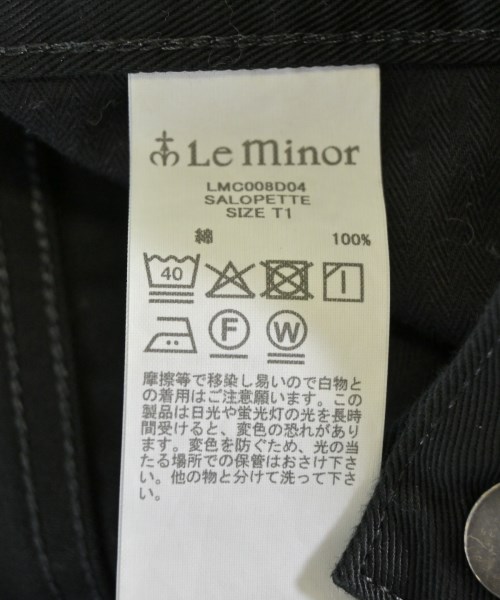 Le minor
LMC008D04
SALOPETTE
SIZE T1
綿 100%
40
F W
摩擦等で移染し易いので白物と
の着用はご注意願います。この
製品は日光や蛍光灯の光を長時
間受けると、変色の恐れがあり
ます。変色を防ぐため、光の当
たる場所での保管はおさけ下さ
い。他の物と分けて洗って下さ
い。